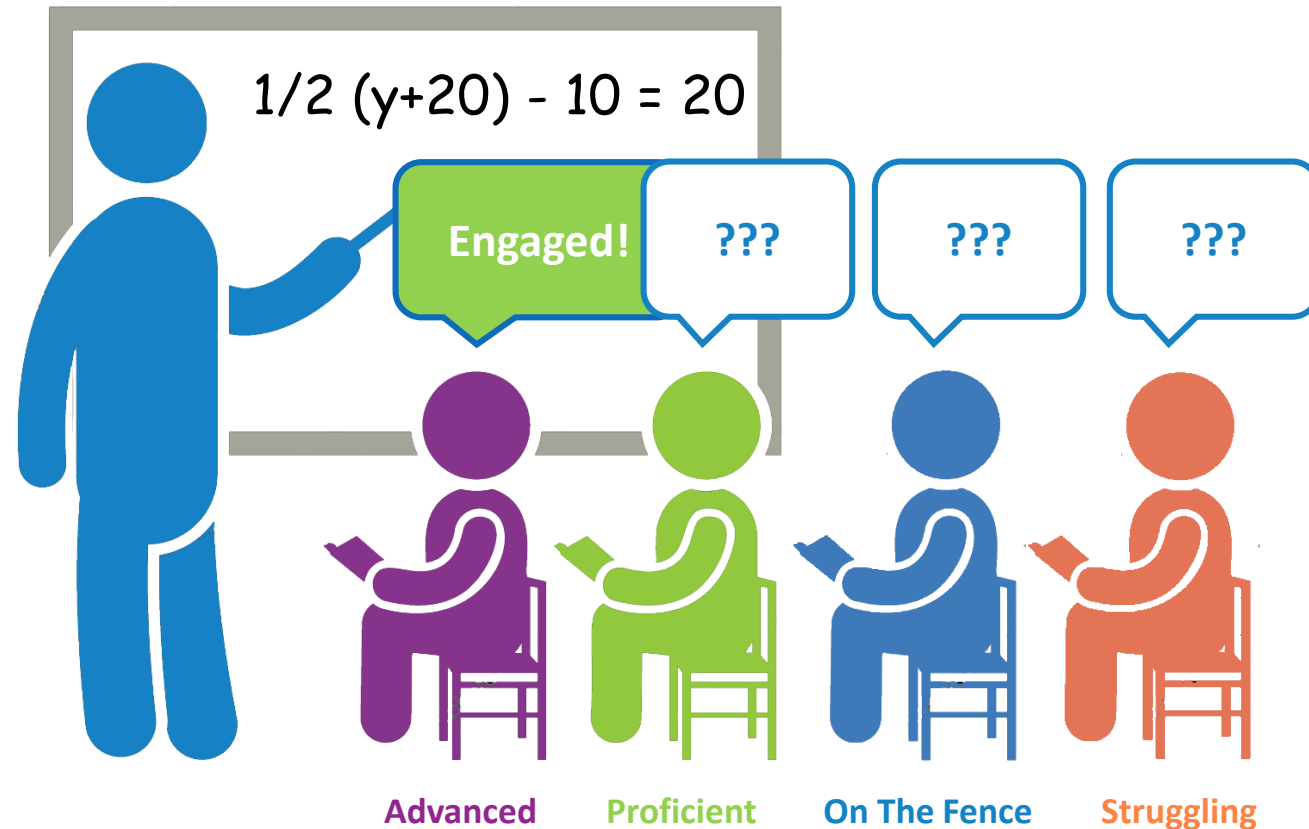 1/2 (y+20) - 10 = 20
Engaged! ??? ??? ???
Advanced Proficient On The Fence Struggling